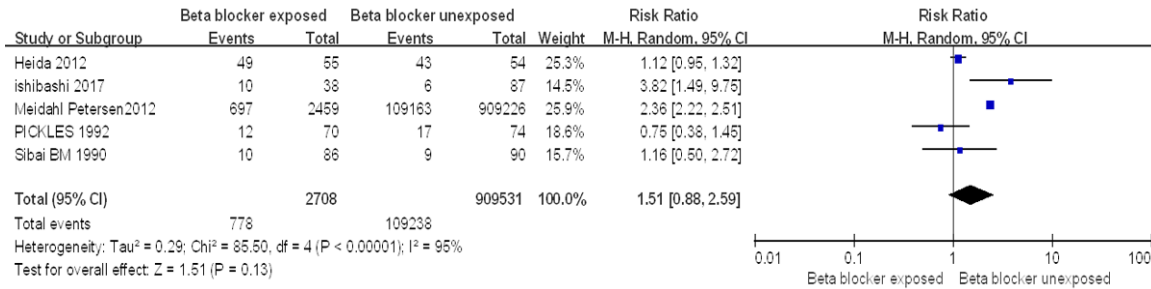 Beta blocker exposed Beta blocker unexposed Risk Ratio Risk Ratio
Study or Subgroup Events Total Events Total Weight M-H, Random, 95% CI M-H, Random, 95% CI
Heida 2012 49 55 43 54 25.3% 1.12 [0.95, 1.32]
ishibashi 2017 10 38 6 87 14.5% 3.82 [1.49, 9.75]
Meidahl Petersen2012 697 2459 109163 909226 25.9% 2.36 [2.22, 2.51]
PICKLES 1992 12 70 17 74 18.6% 0.75 [0.38, 1.45]
Sibai BM 1990 10 86 9 90 15.7% 1.16 [0.50, 2.72]
Total (95% CI) 2708 909531 100.0% 1.51 [0.88, 2.59]
Total events 778 109238
Heterogeneity: Tau² = 0.29; Chi² = 85.50, df = 4 (P < 0.00001); I² = 95%
Test for overall effect: Z = 1.51 (P = 0.13)
0.01 0.1 1 10 100
Beta blocker exposed Beta blocker unexposed